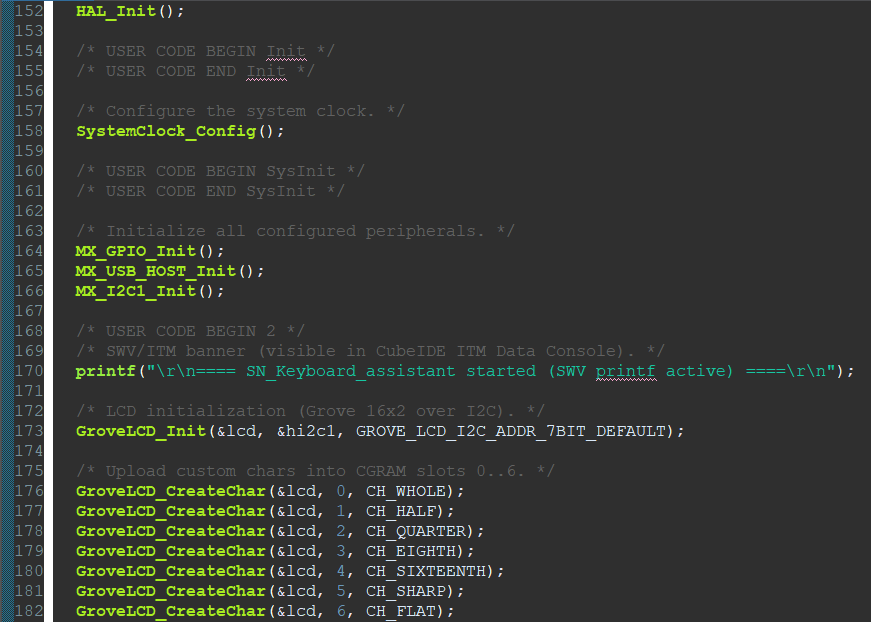 152 HAL_Init();
153
154 /* USER CODE BEGIN Init */
155 /* USER CODE END Init */
156
157 /* Configure the system clock. */
158 SystemClock_Config();
159
160 /* USER CODE BEGIN SysInit */
161 /* USER CODE END SysInit */
162
163 /* Initialize all configured peripherals. */
164 MX_GPIO_Init();
165 MX_USB_HOST_Init();
166 MX_I2C1_Init();
167
168 /* USER CODE BEGIN 2 */
169 /* SWV/ITM banner (visible in CubeIDE ITM Data Console). */
170 printf("\r\n==== SN_Keyboard_assistant started (SWV printf active) ====\r\n");
171
172 /* LCD initialization (Grove 16x2 over I2C). */
173 GroveLCD_Init(&lcd, &hi2c1, GROVE_LCD_I2C_ADDR_7BIT_DEFAULT);
174
175 /* Upload custom chars into CGRAM slots 0..6. */
176 GroveLCD_CreateChar(&lcd, 0, CH_WHOLE);
177 GroveLCD_CreateChar(&lcd, 1, CH_HALF);
178 GroveLCD_CreateChar(&lcd, 2, CH_QUARTER);
179 GroveLCD_CreateChar(&lcd, 3, CH_EIGHTH);
180 GroveLCD_CreateChar(&lcd, 4, CH_SIXTEENTH);
181 GroveLCD_CreateChar(&lcd, 5, CH_SHARP);
182 GroveLCD_CreateChar(&lcd, 6, CH_FLAT);